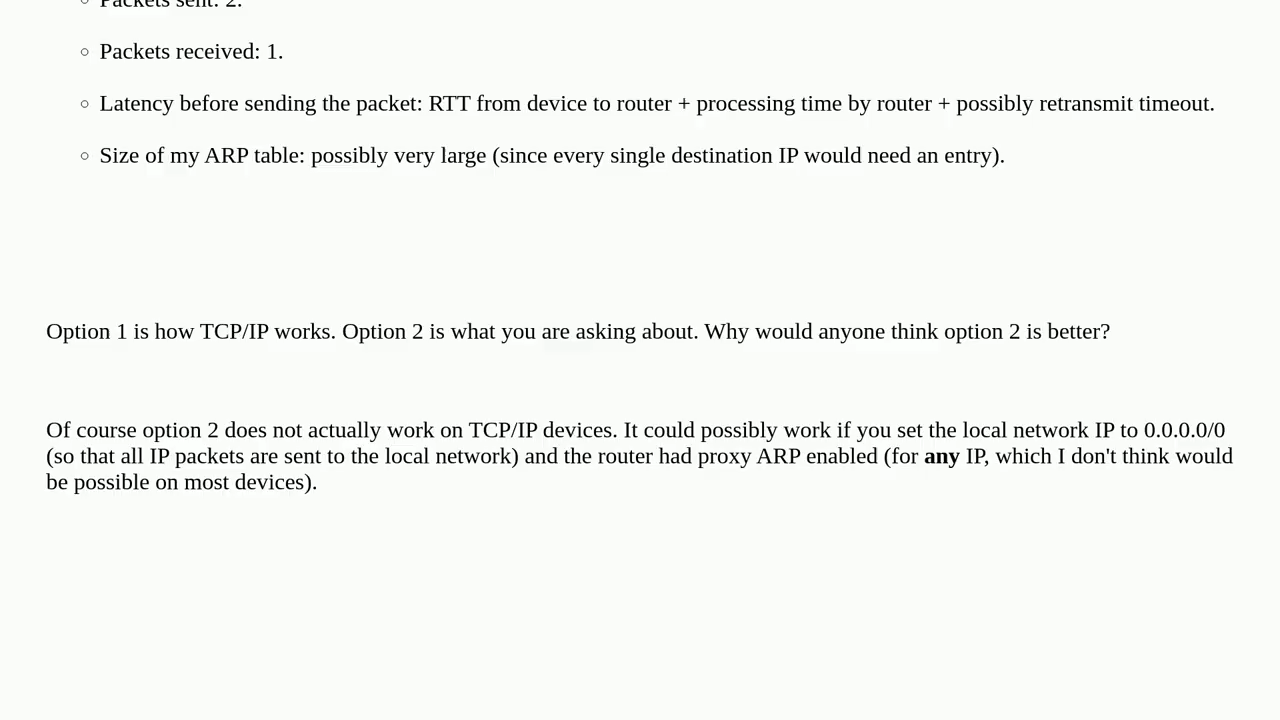 Packets sent: 2.
Packets received: 1.
Latency before sending the packet: RTT from device to router + processing time by router + possibly retransmit timeout.
Size of my ARP table: possibly very large (since every single destination IP would need an entry).
Option 1 is how TCP/IP works. Option 2 is what you are asking about. Why would anyone think option 2 is better?
Of course option 2 does not actually work on TCP/IP devices. It could possibly work if you set the local network IP to 0.0.0.0/0
(so that all IP packets are sent to the local network) and the router had proxy ARP enabled (for any IP, which I don't think would
be possible on most devices).